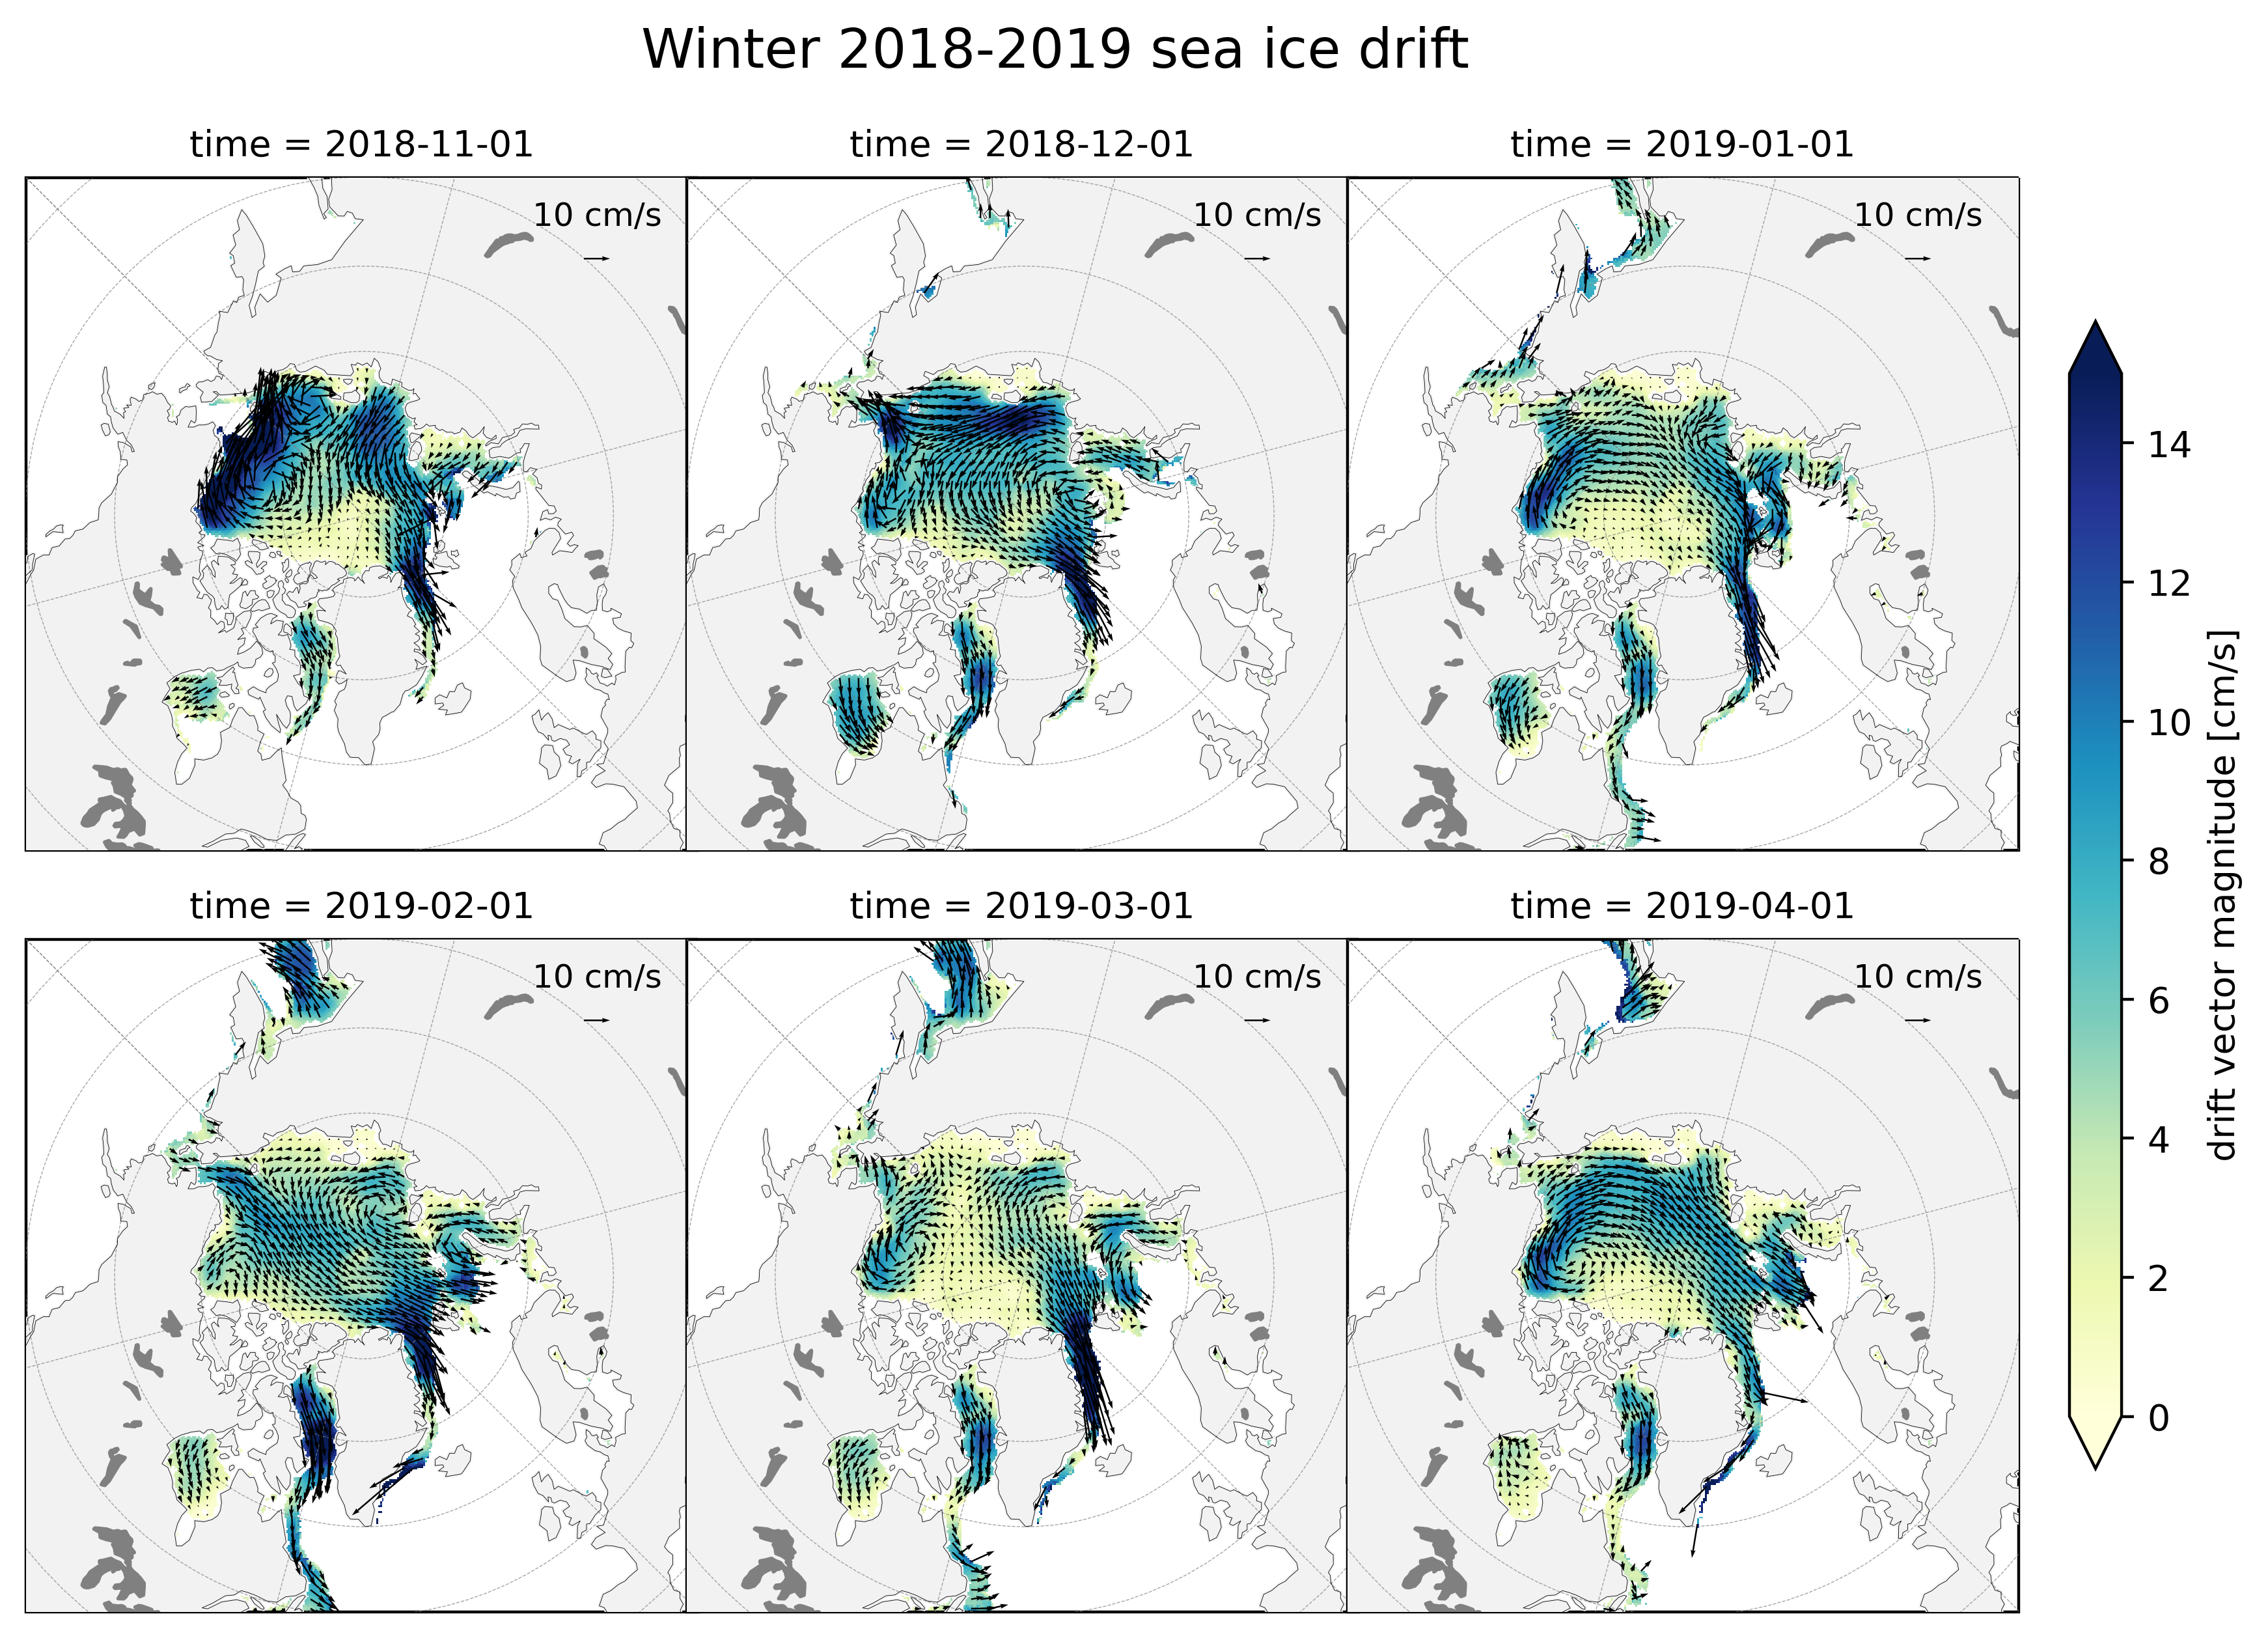 Winter 2018-2019 sea ice drift
time = 2018-11-01
time = 2018-12-01
time = 2019-01-01
10 cm/s
10 cm/s
10 cm/s
time = 2019-02-01
time = 2019-03-01
time = 2019-04-01
10 cm/s
10 cm/s
10 cm/s
14
12
10
8
6
4
2
0
drift vector magnitude [cm/s]